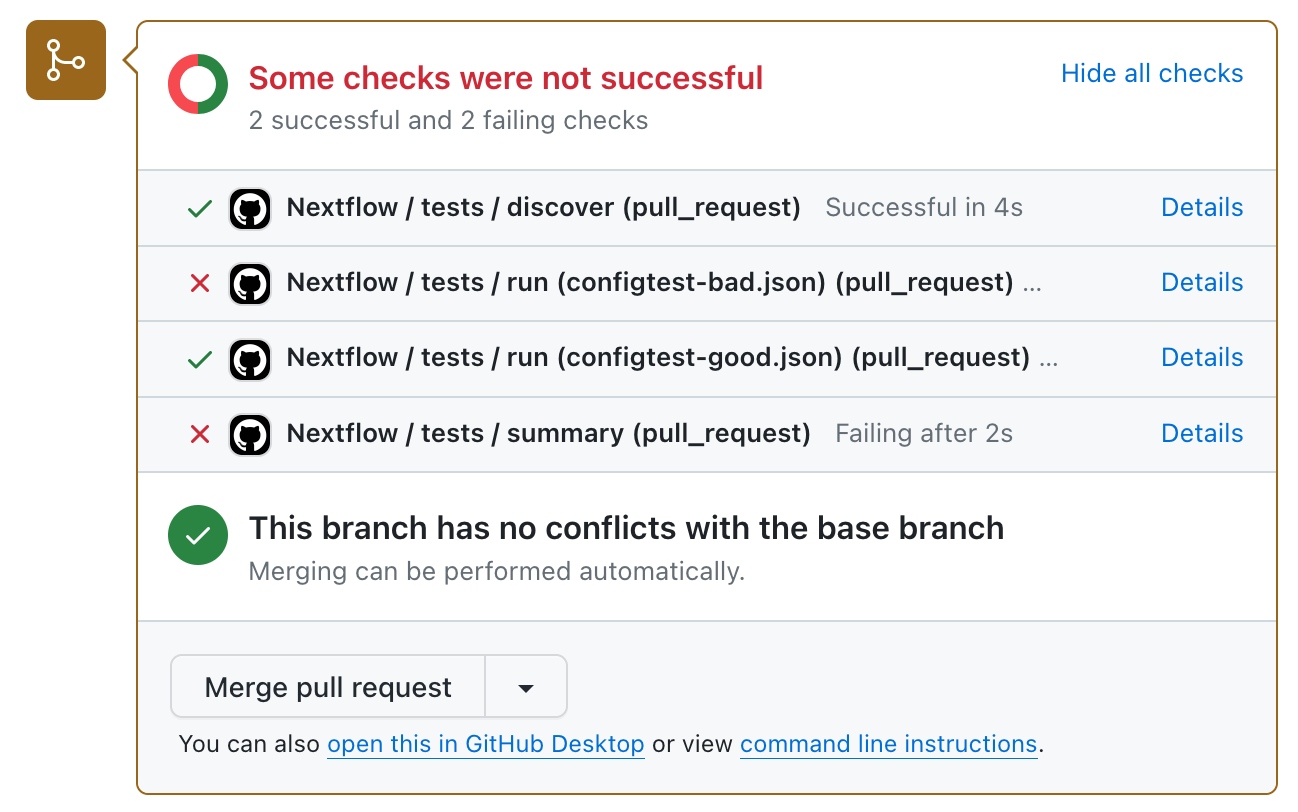 Some checks were not successful
Hide all checks
2 successful and 2 failing checks
Nextflow / tests / discover (pull_request) Successful in 4s Details
Nextflow / tests / run (configtest-bad.json) (pull_request) ... Details
Nextflow / tests / run (configtest-good.json) (pull_request) ... Details
Nextflow / tests / summary (pull_request) Failing after 2s Details
This branch has no conflicts with the base branch
Merging can be performed automatically.
Merge pull request
You can also open this in GitHub Desktop or view command line instructions.